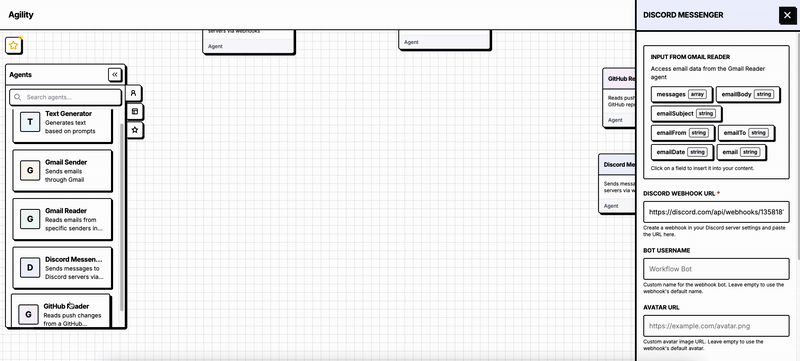 Agility
DISCORD MESSENGER
servers via webhooks
Agent
Agent
Agents
Search agents...
T
Text Generator
Generates text
based on prompts
G
Gmail Sender
Sends emails
through Gmail
G
Gmail Reader
Reads emails from
specific senders in...
D
Discord Messen...
Sends messages to
Discord servers via...
G
GitHub Reader
Reads push changes
from a GitHub...
GitHub Re
Reads push
GitHub rep
Agent
Discord Me
Sends messa
servers via w
Agent
INPUT FROM GMAIL READER
Access email data from the Gmail Reader
agent
messages array emailBody string
emailSubject string
emailFrom string emailTo string
emailDate string email string
Click on a field to insert it into your content.
DISCORD WEBHOOK URL *
https://discord.com/api/webhooks/135818
Create a webhook in your Discord server settings and paste
the URL here.
BOT USERNAME
Workflow Bot
Custom name for the webhook bot. Leave empty to use the
webhook's default name.
AVATAR URL
https://example.com/avatar.png
Custom avatar image URL. Leave empty to use the
webhook's default avatar.